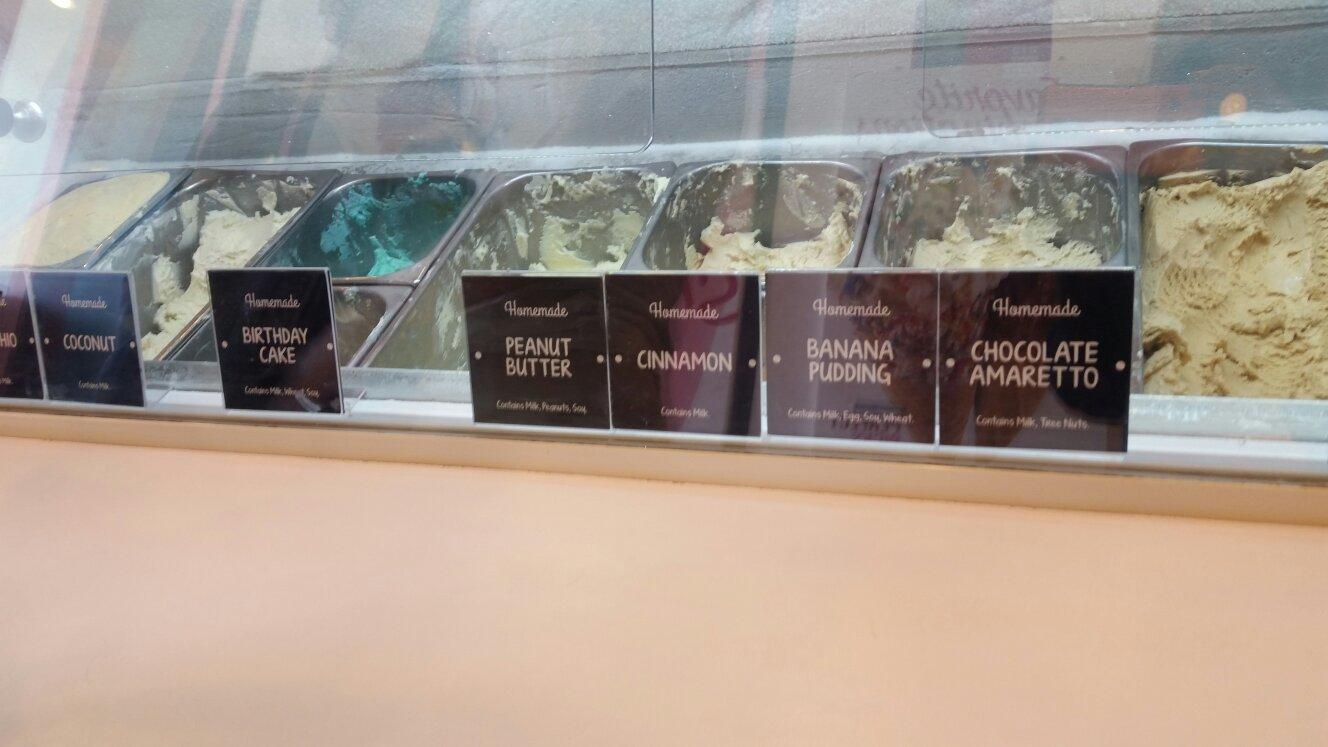 HIO
Milk.
Homemade
COCONUT
Contains Milk.
Homemade
BIRTHDAY
CAKE
Contains Milk, Wheat, Soy.
Homemade
PEANUT
BUTTER
Contains Milk, Peanuts, Soy.
Homemade
CINNAMON
Contains Milk.
Homemade
BANANA
PUDDING
Contains Milk, Egg, Soy, Wheat.
Homemade
CHOCOLATE
AMARETTO
Contains Milk, Tree Nuts.